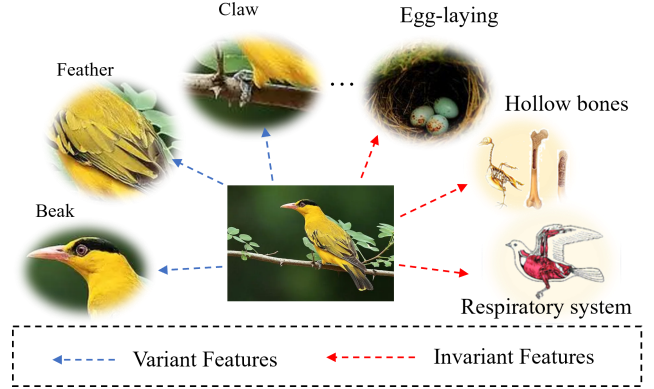 Claw
Egg-laying
Feather
...
Hollow bones
Beak
Respiratory system
Variant Features
Invariant Features